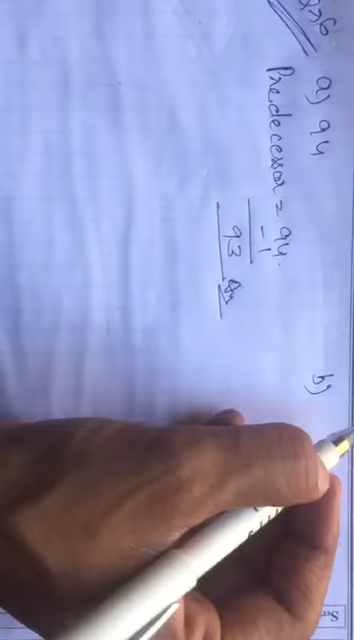 a) 94
Predecessor = 94.
-1
93 Ans
b)